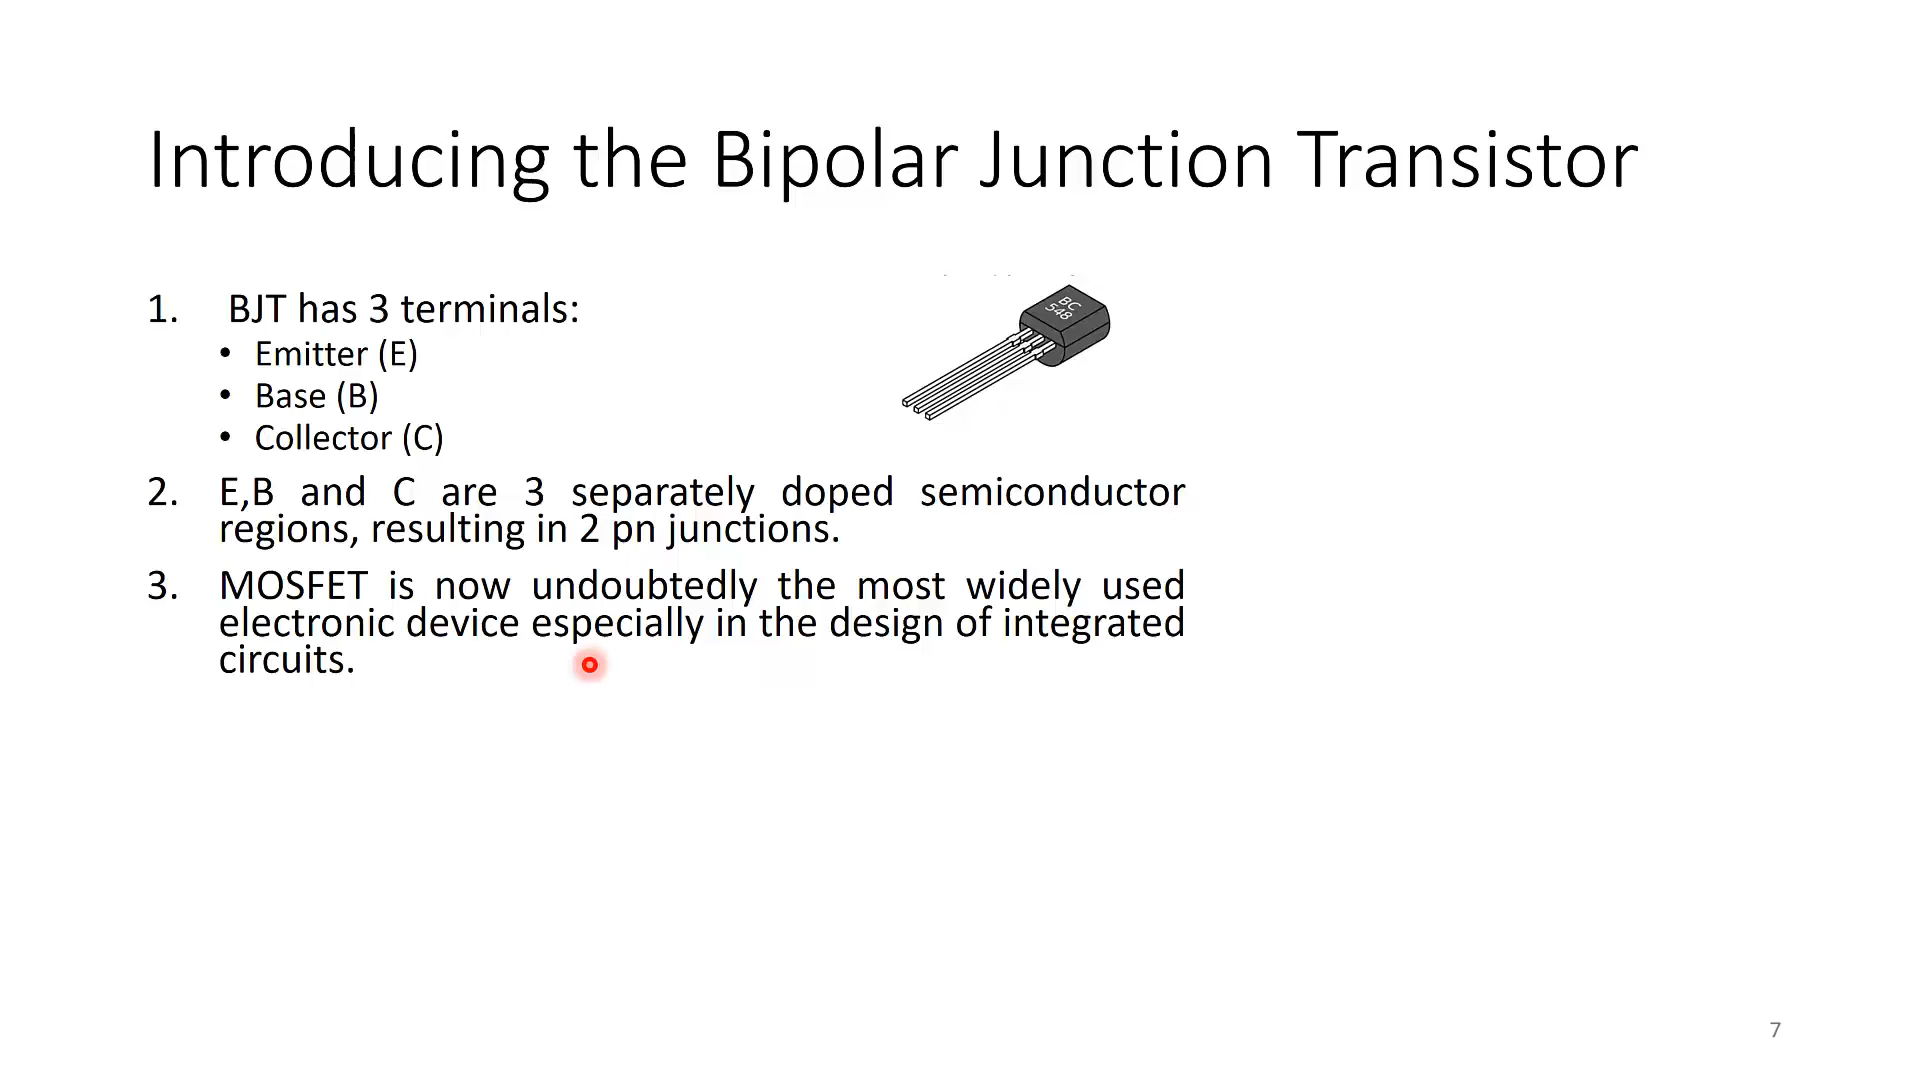 Introducing the Bipolar Junction Transistor
1. BJT has 3 terminals:
• Emitter (E)
• Base (B)
• Collector (C)
BC
548
2. E,B and C are 3 separately doped semiconductor
regions, resulting in 2 pn junctions.
3. MOSFET is now undoubtedly the most widely used
electronic device especially in the design of integrated
circuits.
7